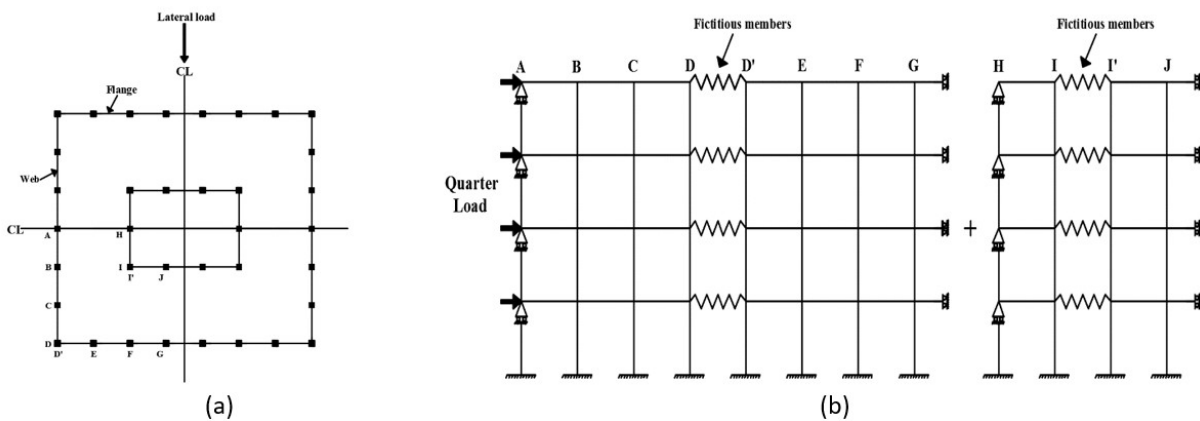 Lateral load
CL
Flange
Web
CL
A
H
B
I
I'
J
C
D
D'
E
F
G
(a)
Fictitious members
A B C D D' E F G
Quarter
Load
+
Fictitious members
H I I' J
(b)